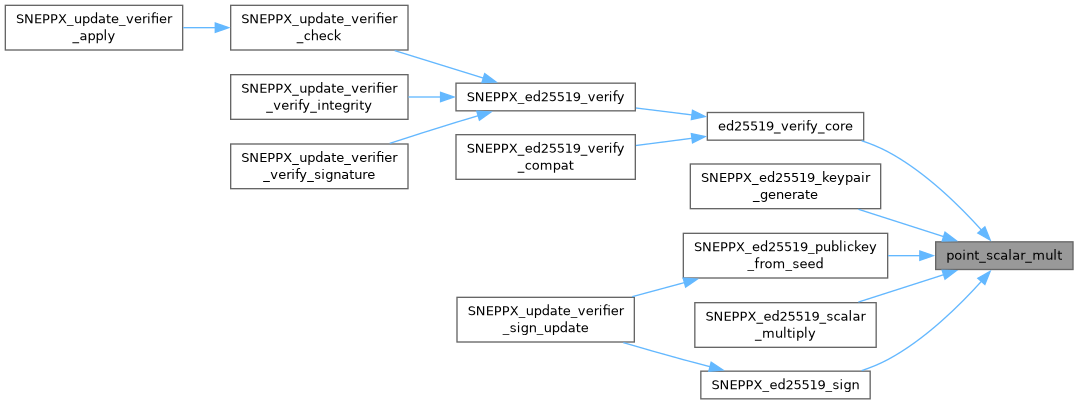 SNEPPX_update_verifier
_apply
SNEPPX_update_verifier
_check
SNEPPX_update_verifier
_verify_integrity
SNEPPX_update_verifier
_verify_signature
SNEPPX_ed25519_verify
SNEPPX_ed25519_verify
_compat
ed25519_verify_core
SNEPPX_ed25519_keypair
_generate
SNEPPX_ed25519_publickey
_from_seed
SNEPPX_update_verifier
_sign_update
SNEPPX_ed25519_scalar
_multiply
SNEPPX_ed25519_sign
point_scalar_mult